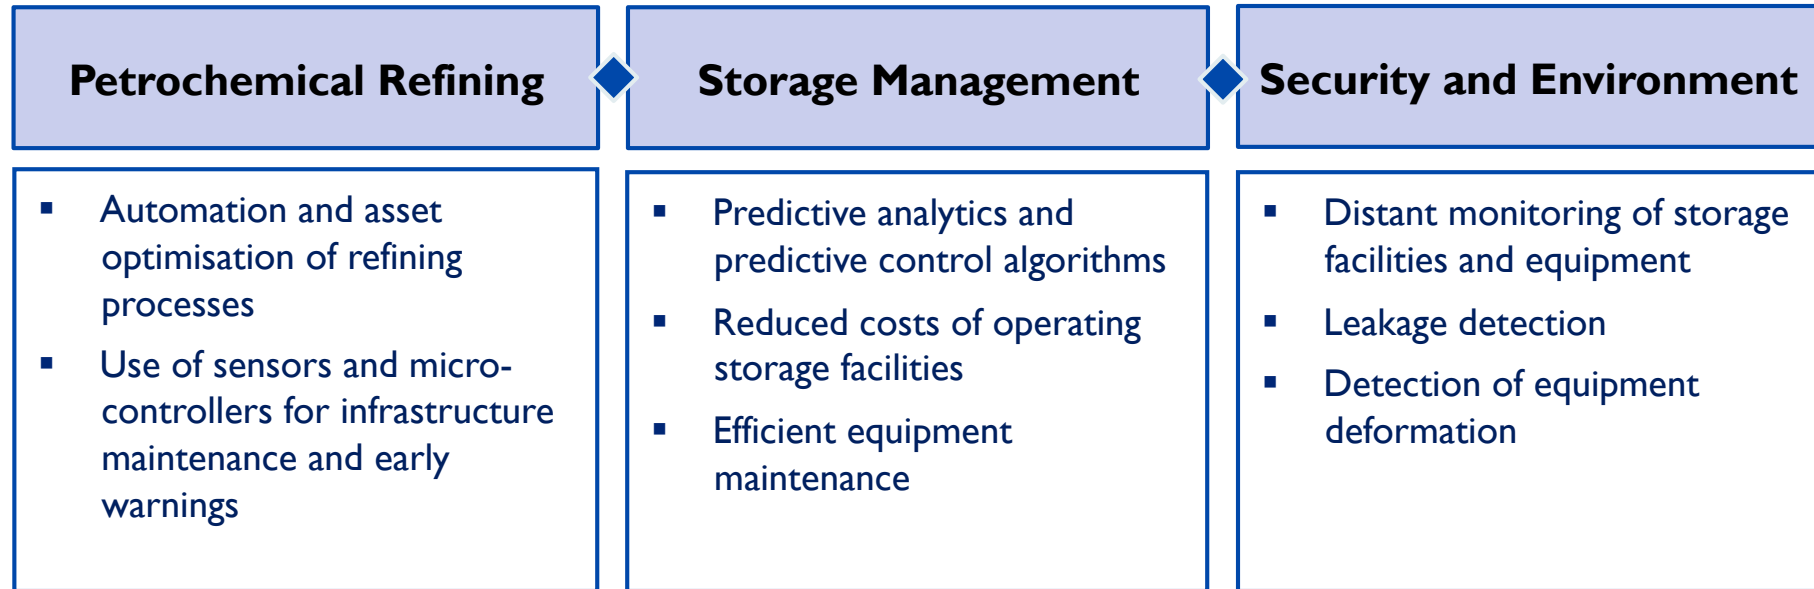 Petrochemical Refining
▪ Automation and asset
optimisation of refining
processes
▪ Use of sensors and micro-
controllers for infrastructure
maintenance and early
warnings
Storage Management
▪ Predictive analytics and
predictive control algorithms
▪ Reduced costs of operating
storage facilities
▪ Efficient equipment
maintenance
Security and Environment
▪ Distant monitoring of storage
facilities and equipment
▪ Leakage detection
▪ Detection of equipment
deformation